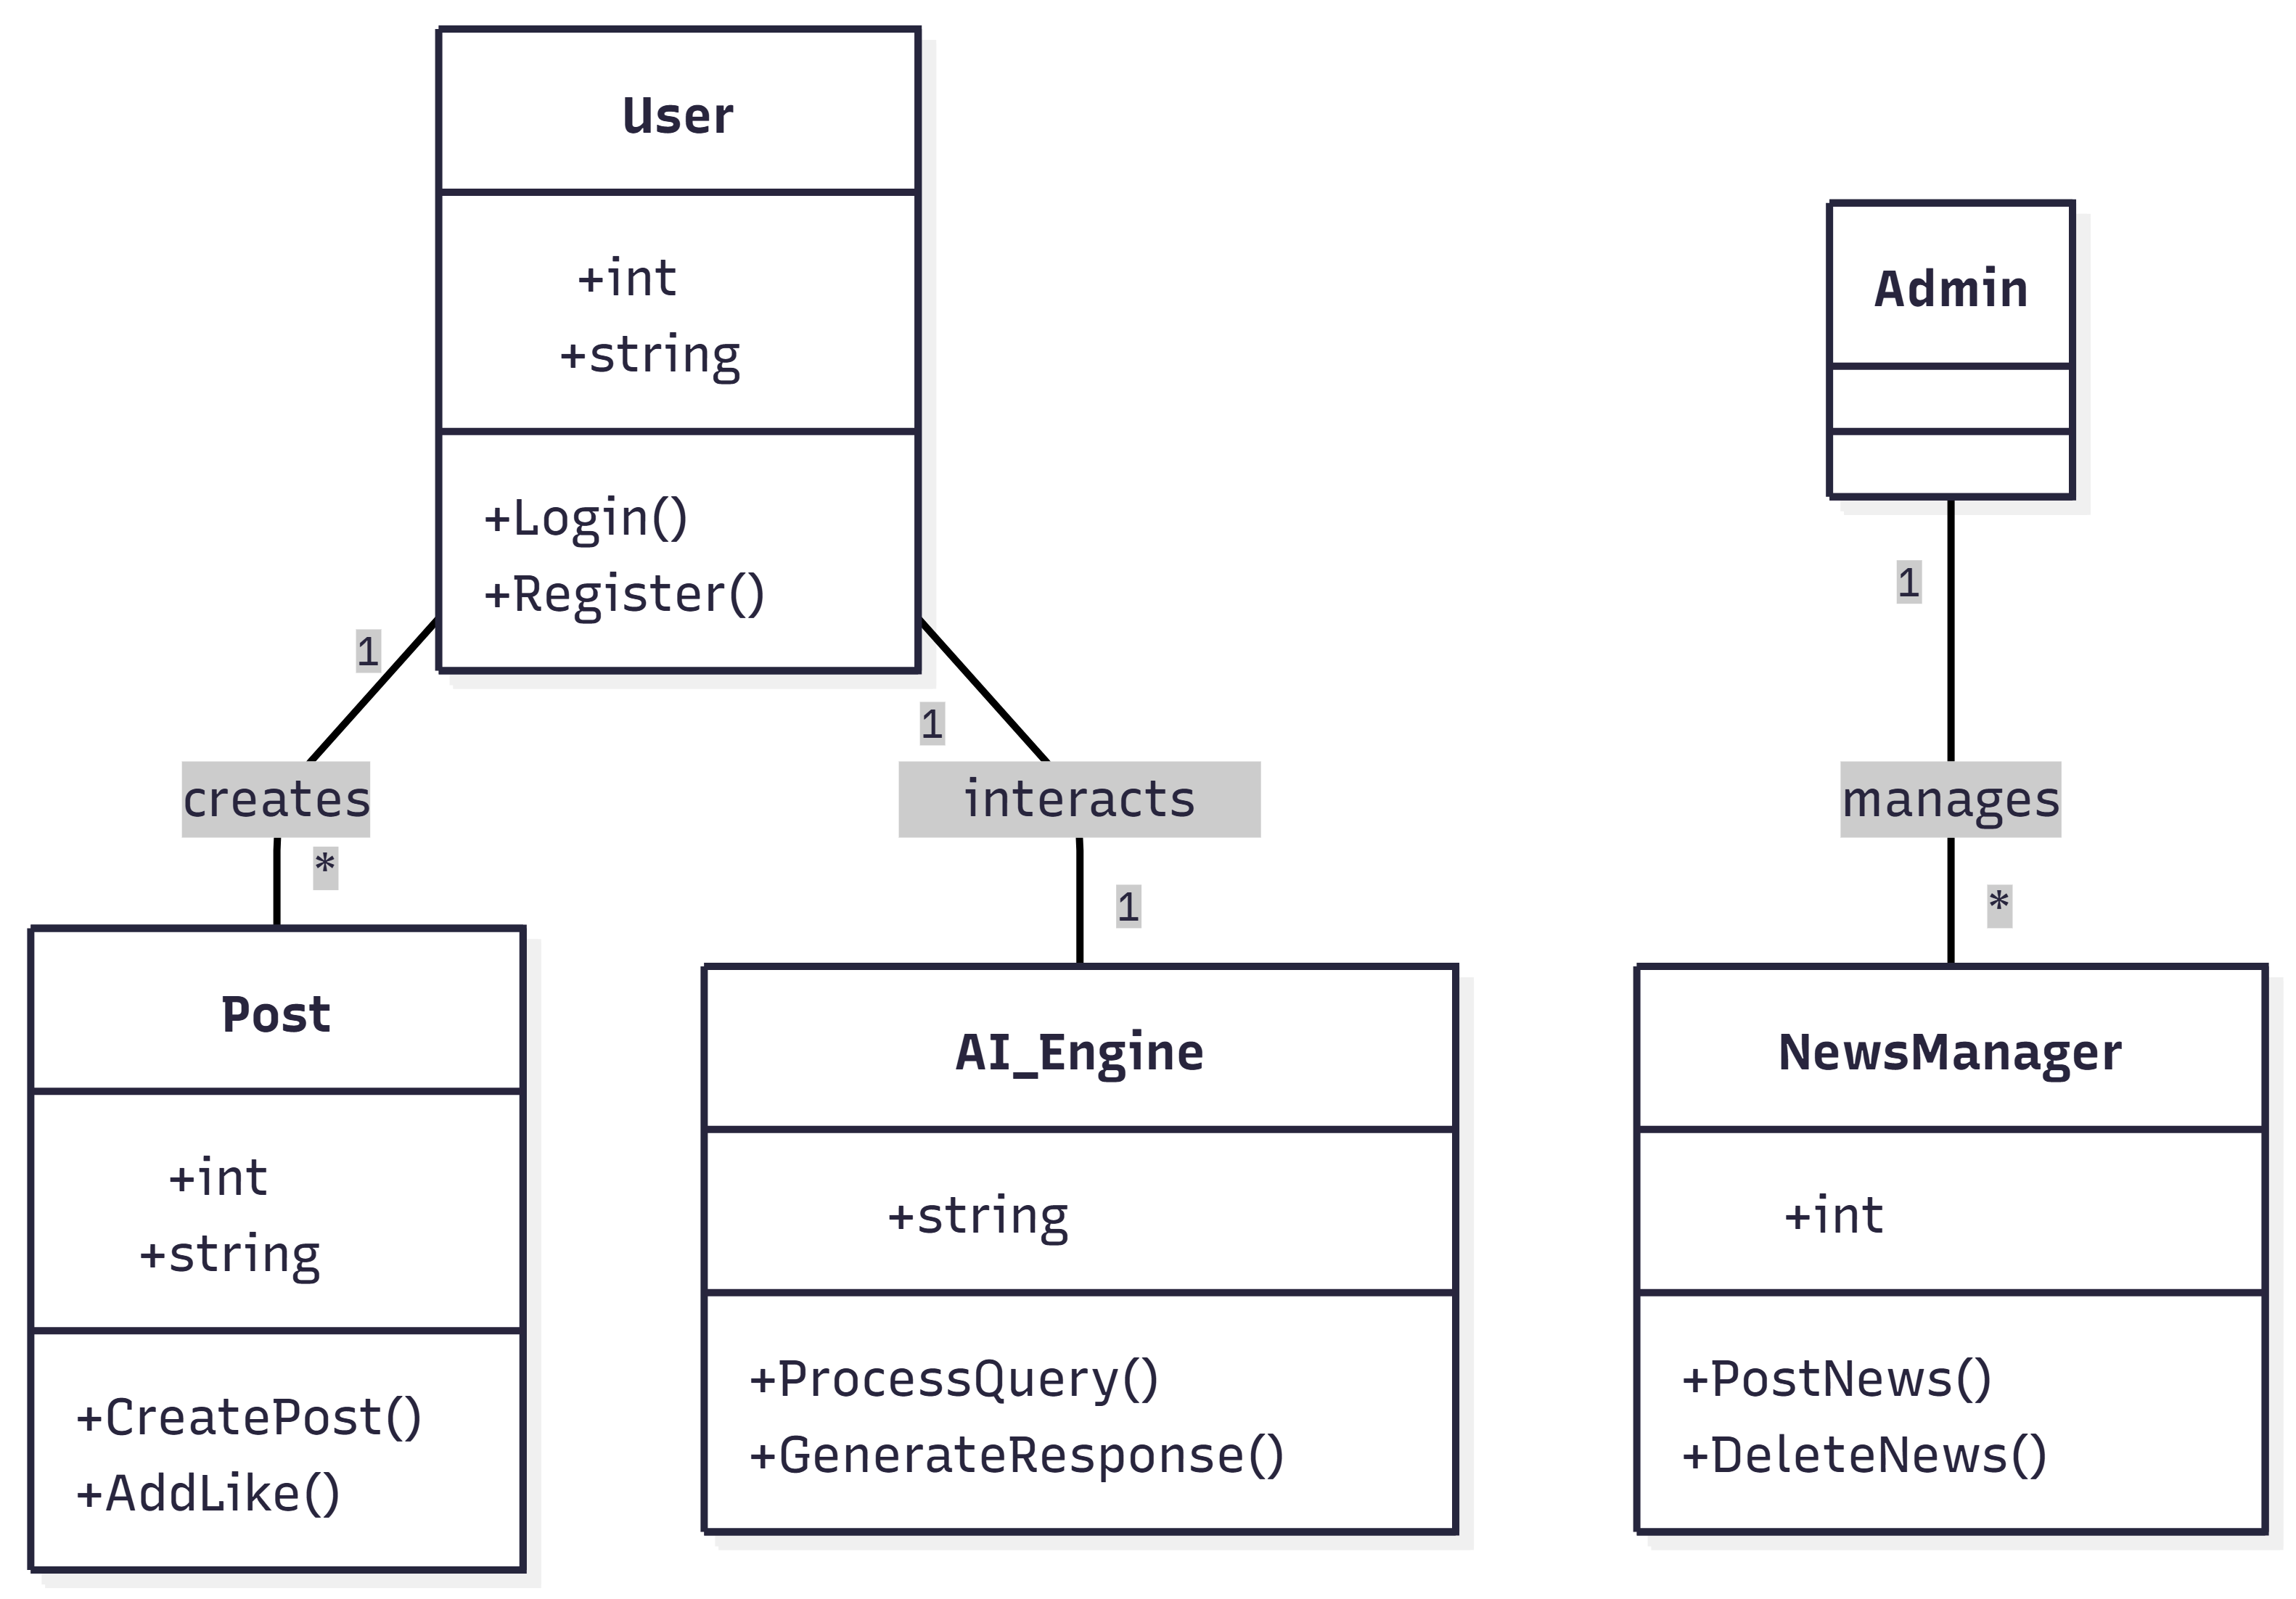 User
+int
+string
+Login()
+Register()
Admin
1
1
1
creates
interacts
manages
*
1
*
Post
+int
+string
+CreatePost()
+AddLike()
AI_Engine
+string
+ProcessQuery()
+GenerateResponse()
NewsManager
+int
+PostNews()
+DeleteNews()